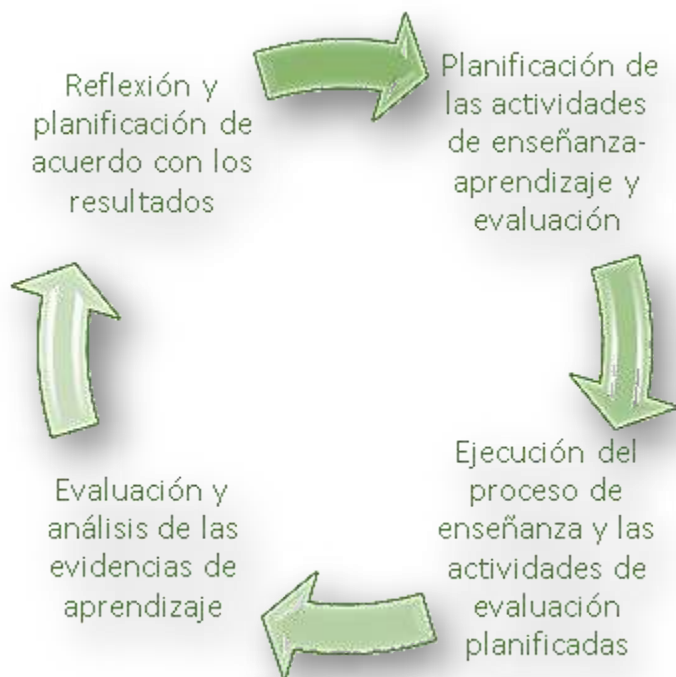 Reflexión y
planificación de
acuerdo con los
resultados
Planificación de
las actividades
de enseñanza-
aprendizaje y
evaluación
Ejecución del
proceso de
enseñanza y las
actividades de
evaluación
planificadas
Evaluación y
análisis de las
evidencias de
aprendizaje